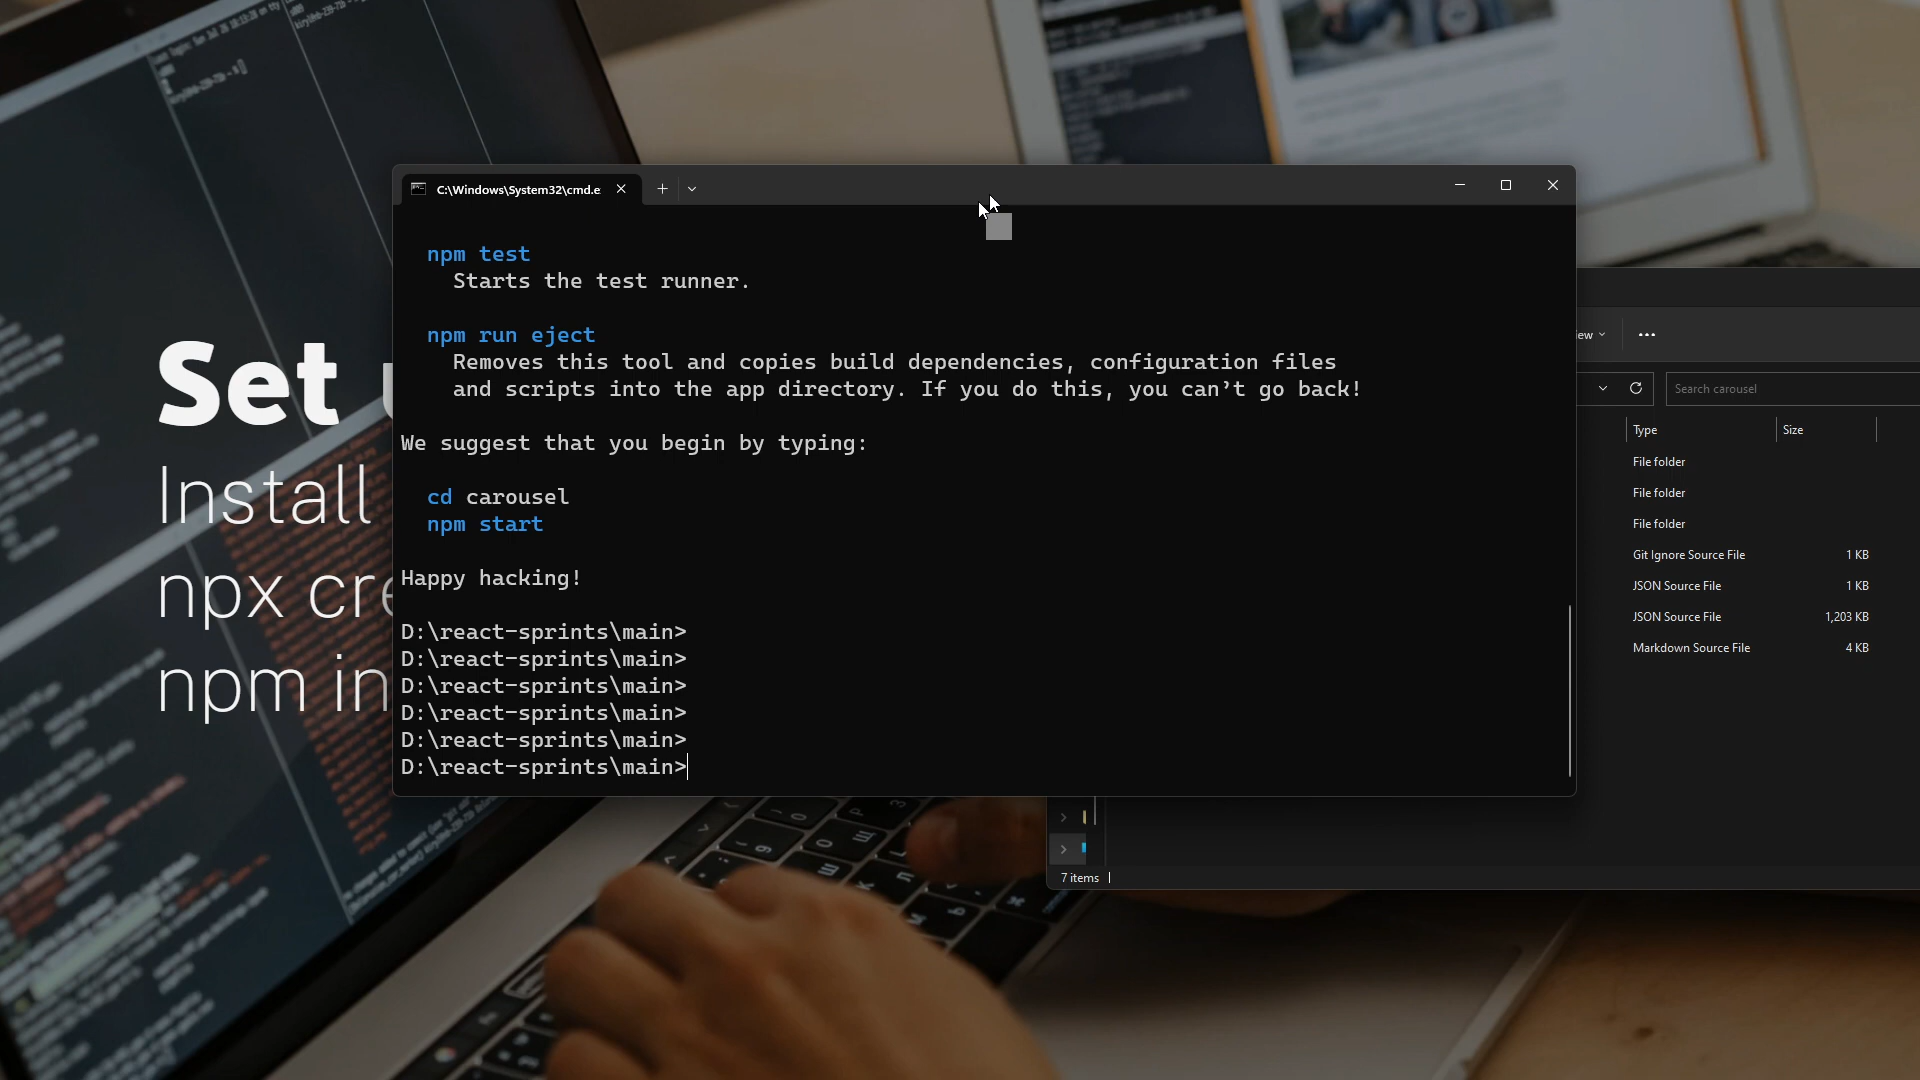 C:\Windows\System32\cmd.e
npm test
Starts the test runner.
npm run eject
Removes this tool and copies build dependencies, configuration files
and scripts into the app directory. If you do this, you can’t go back!
We suggest that you begin by typing:
cd carousel
npm start
Happy hacking!
D:\react-sprints\main>
D:\react-sprints\main>
D:\react-sprints\main>
D:\react-sprints\main>
D:\react-sprints\main>
D:\react-sprints\main>
Set
Install
npx cre
npm in
ew
Search carousel
Type Size
File folder
File folder
File folder
Git Ignore Source File 1 KB
JSON Source File 1 KB
JSON Source File 1,203 KB
Markdown Source File 4 KB
7 items